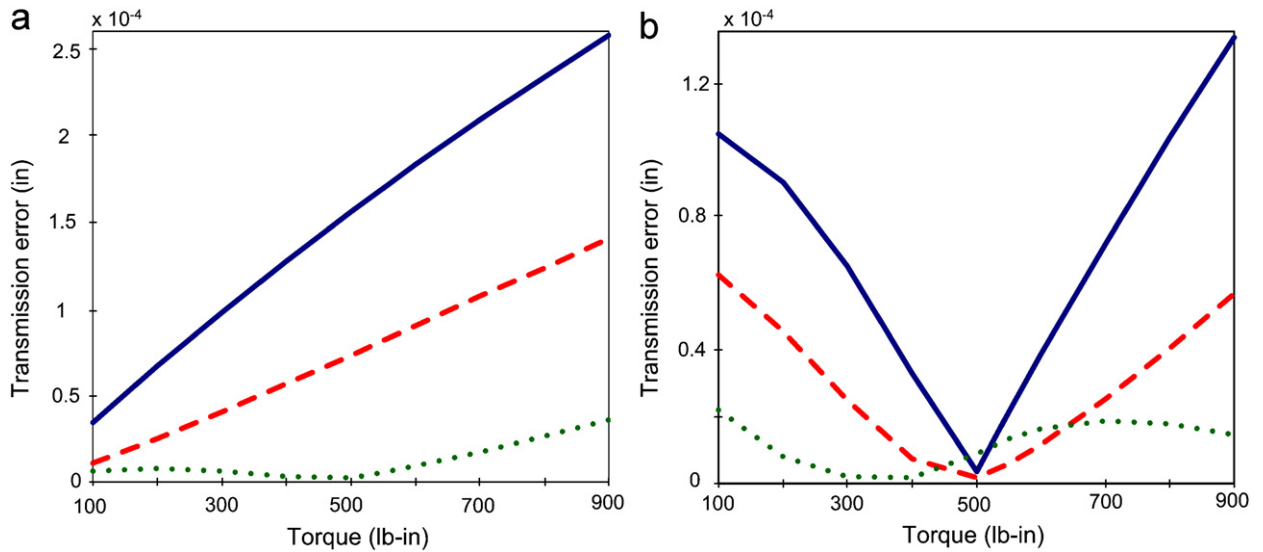 a
x 10-4
2.5
2
1.5
1
0.5
0
100
300
500
700
900
Torque (lb-in)
Transmission error (in)
b
x 10-4
1.2
0.8
0.4
0
100
300
500
700
900
Torque (lb-in)
Transmission error (in)